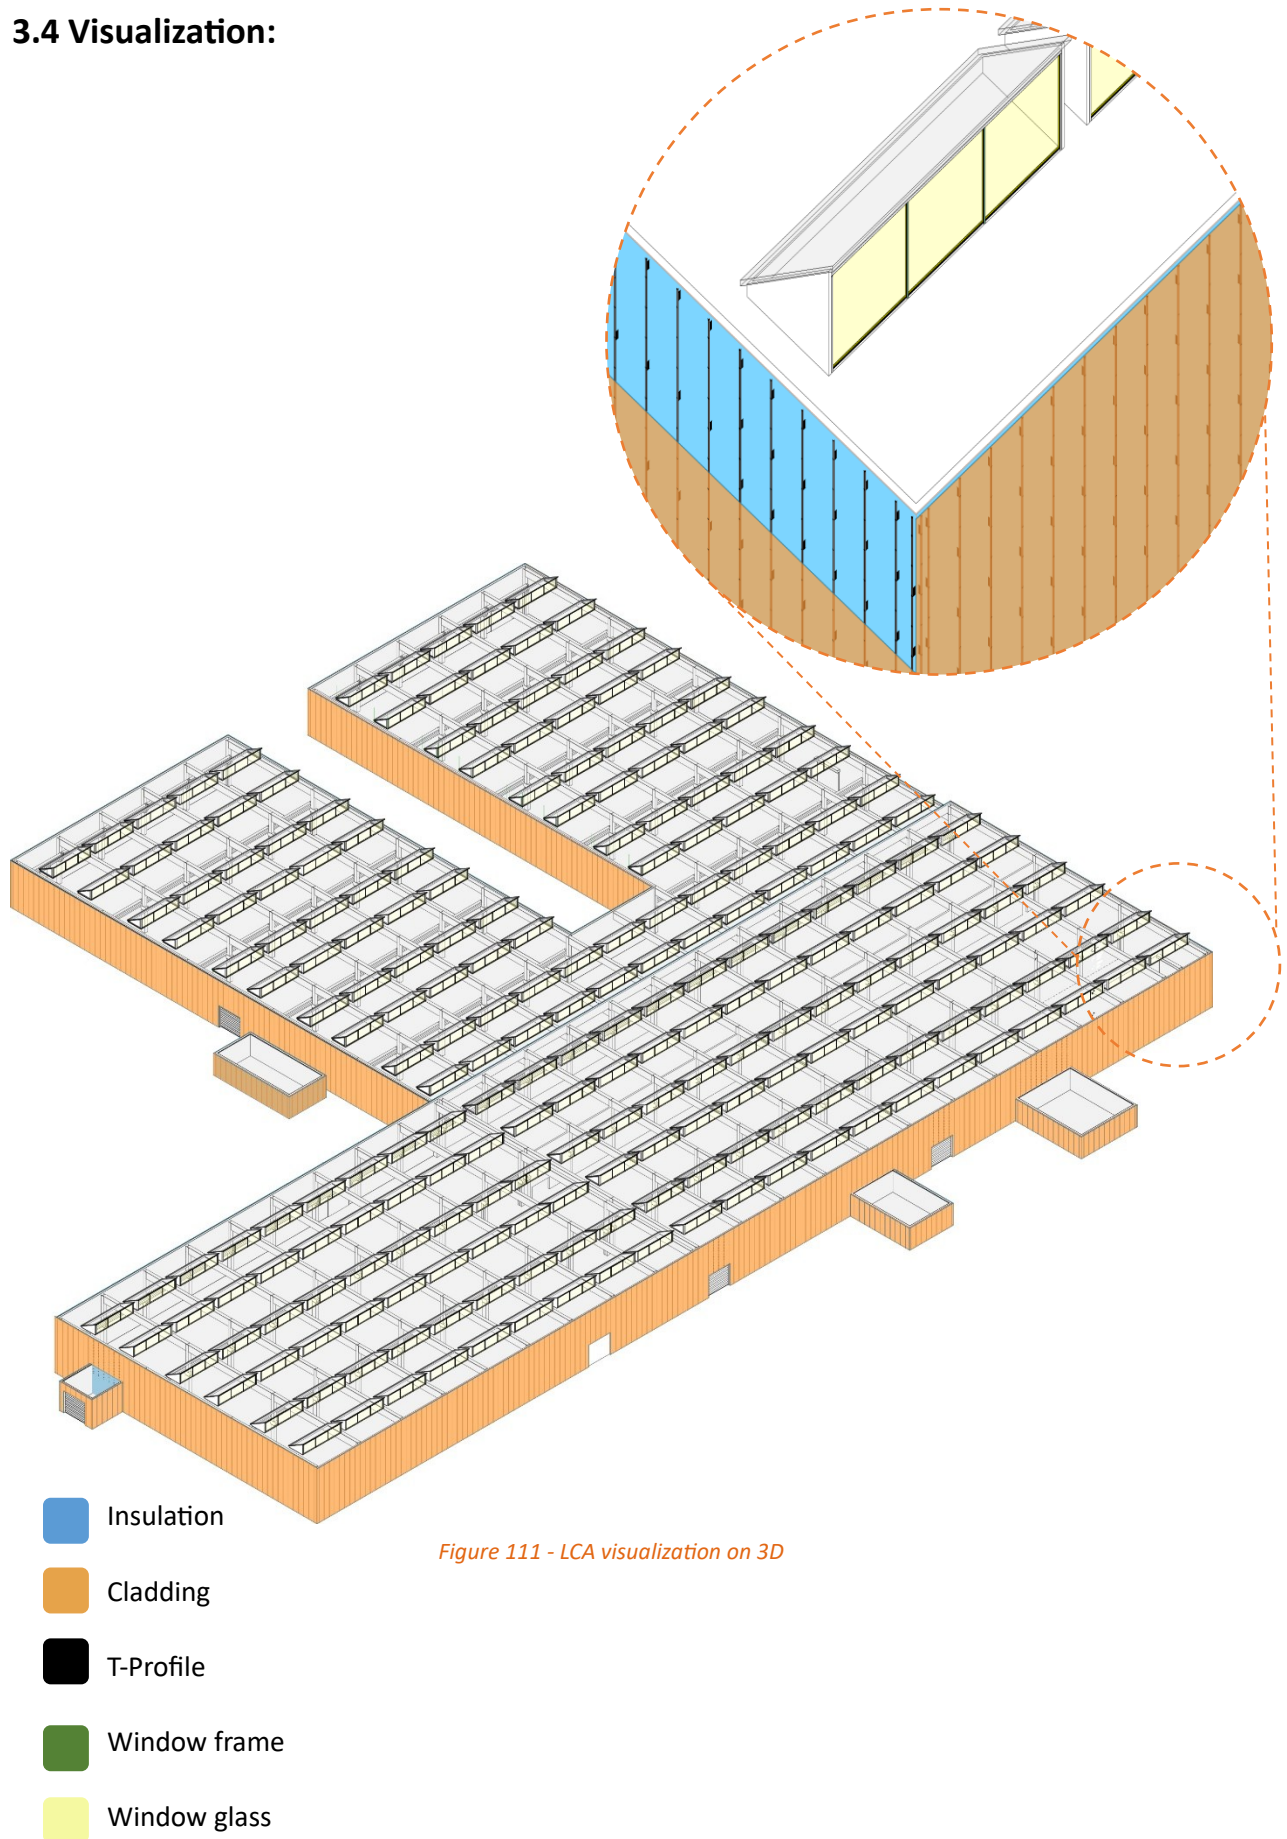 3.4 Visualization:
Insulation
Figure 111 - LCA visualization on 3D
Cladding
T-Profile
Window frame
Window glass